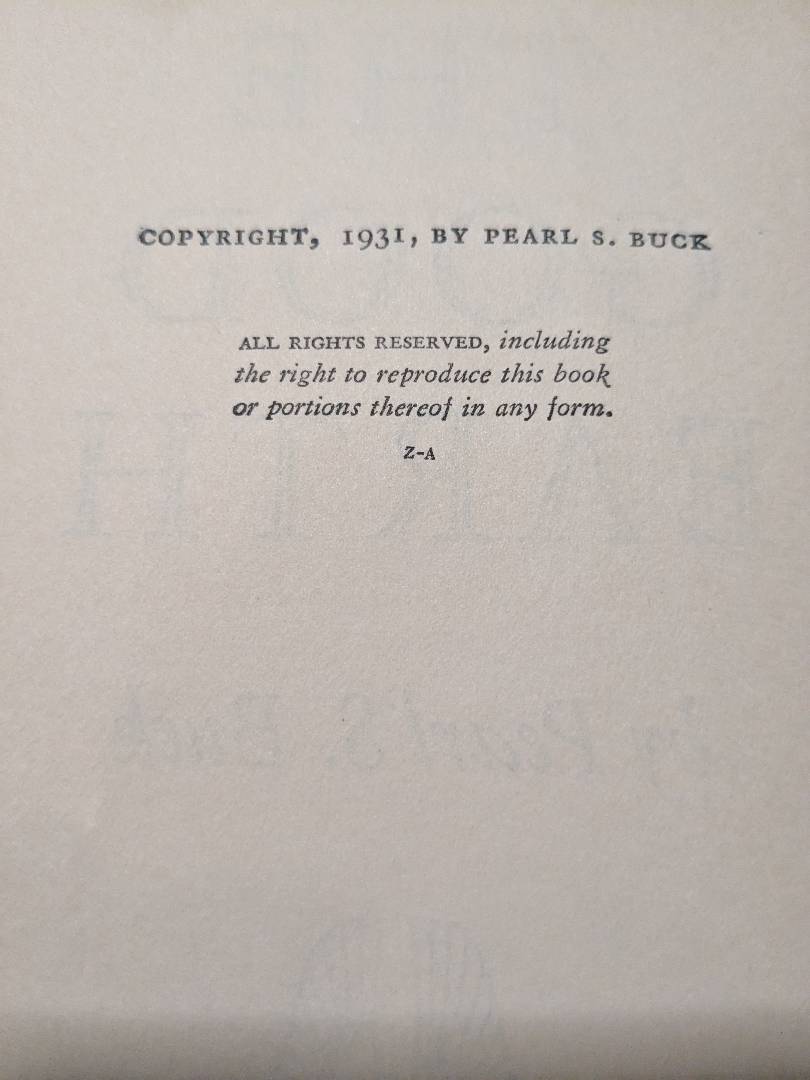 COPYRIGHT, 1931, BY PEARL S. BUCK
ALL RIGHTS RESERVED, including
the right to reproduce this book
or portions thereof in any form.
Z-A